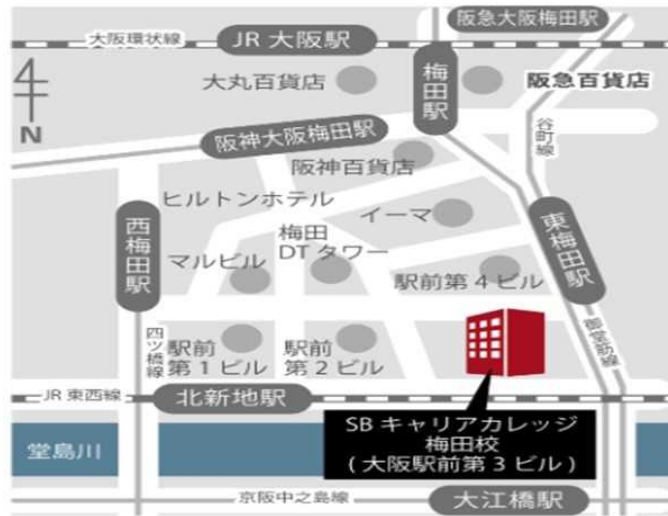 阪急大阪梅田駅
大阪環状線
JR 大阪駅
梅田駅
大丸百貨店
阪急百貨店
N
阪神大阪梅田駅
谷町線
阪神百貨店
ヒルトンホテル
イーマ
西梅田駅
梅田
DT タワー
東梅田駅
マルビル
駅前第 4 ビル
四ツ橋線
駅前
第 1 ビル
駅前
第 2 ビル
御堂筋線
JR 東西線
北新地駅
SB キャリアカレッジ
梅田校
( 大阪駅前第 3 ビル )
堂島川
京阪中之島線
大江橋駅